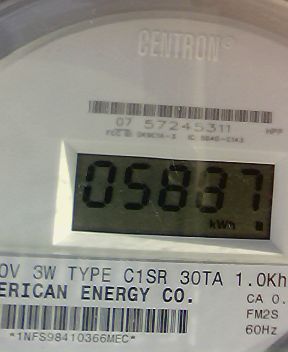 CENTRON®
07 57245311
HPP
05837
kWh
0V 3W TYPE C1SR 30TA 1.0Kh
ERICAN ENERGY CO.
CA 0.
FM2S
60Hz
*1NFS98410366MEC*